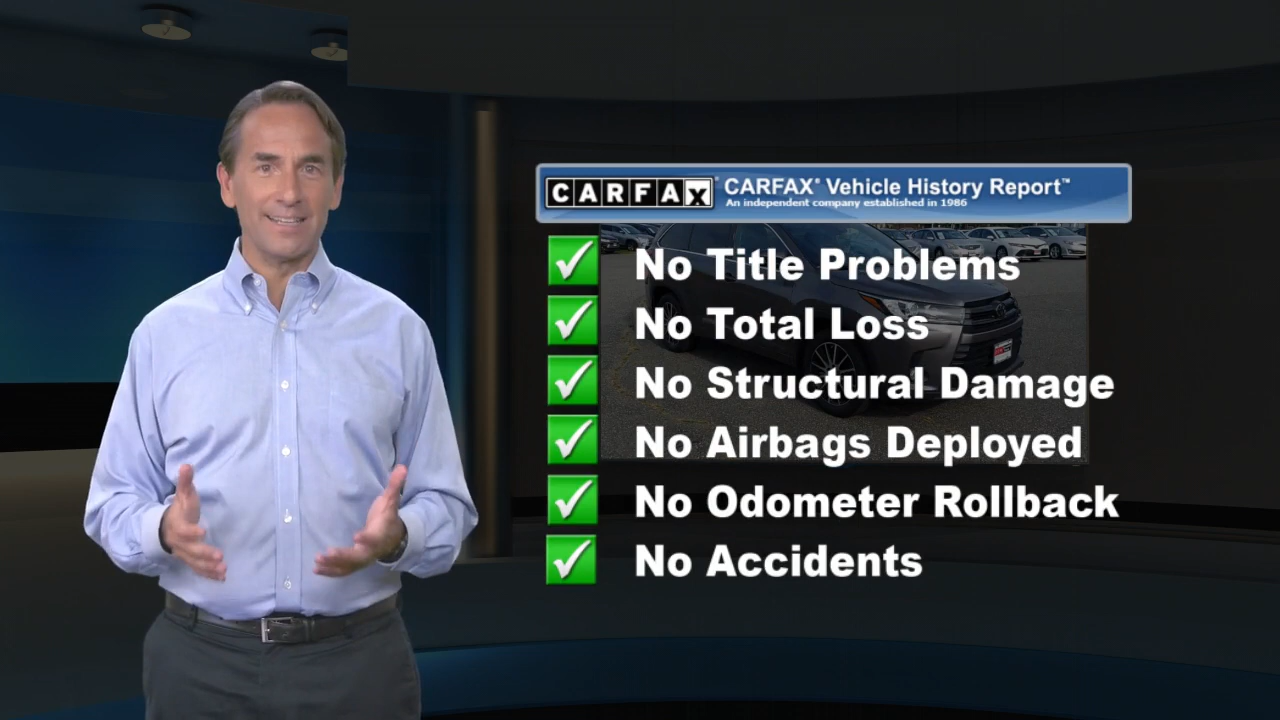 CARFAX® CARFAX® Vehicle History Report™
An independent company established in 1986
No Title Problems
No Total Loss
No Structural Damage
No Airbags Deployed
No Odometer Rollback
No Accidents